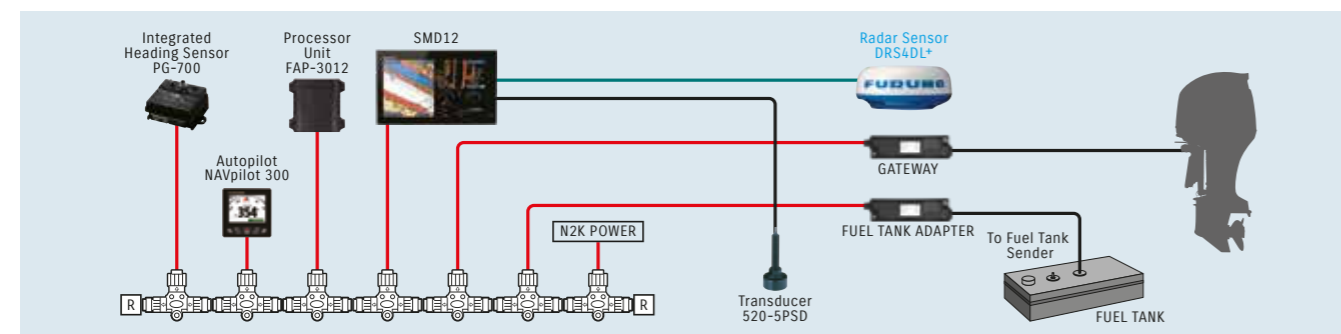 Integrated
Heading Sensor
PG-700
Processor
Unit
FAP-3012
SMD12
Radar Sensor
DRS4DL+
FURUNO
Autopilot
NAVpilot 300
354°
GATEWAY
N2K POWER
FUEL TANK ADAPTER
To Fuel Tank
Sender
R
R
Transducer
520-5PSD
FUEL TANK